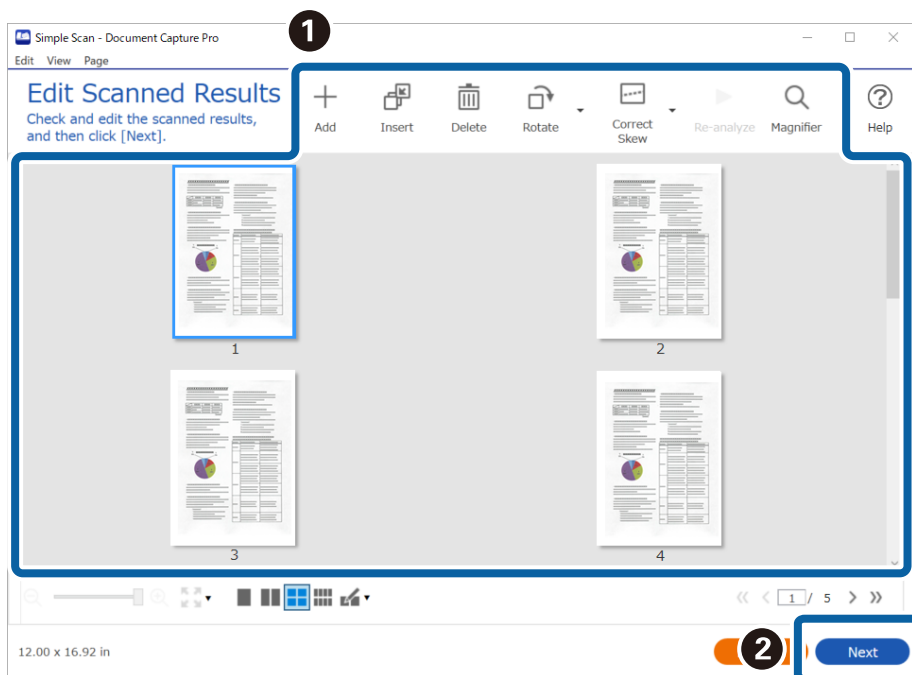 1
Simple Scan - Document Capture Pro
Edit View Page
Edit Scanned Results
Check and edit the scanned results,
and then click [Next].
Add
Insert
Delete
Rotate
Correct
Skew
Re-analyze
Magnifier
Help
1
2
3
4
1 / 5
12.00 x 16.92 in
2
Next